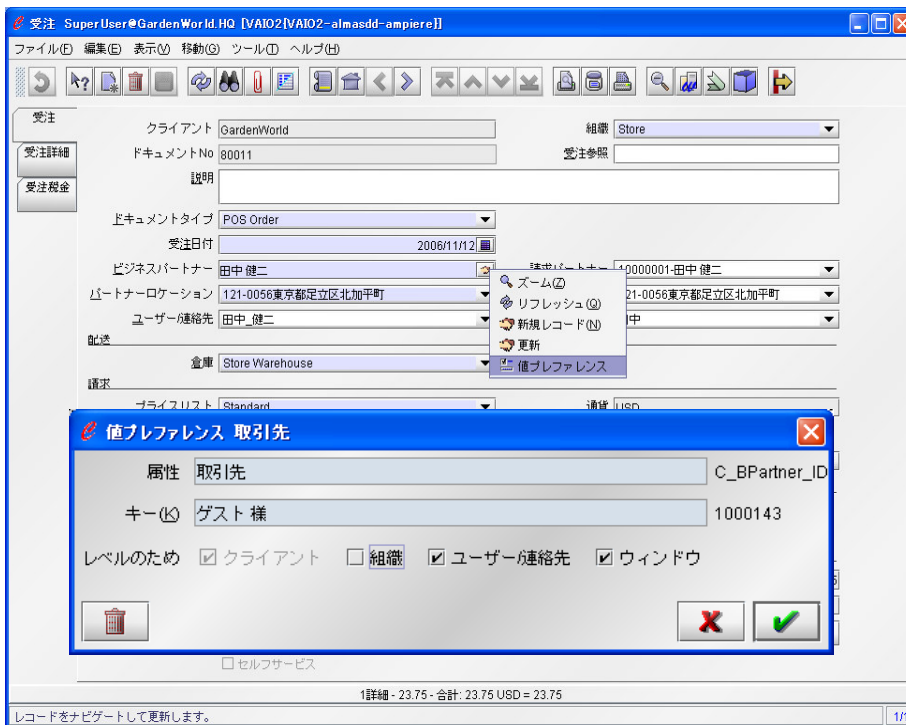 受注 SuperUser@GardenWorld.HQ [VAIO2{VAIO2-almasdd-ampiere}]
ファイル(F) 編集(E) 表示(V) 移動(G) ツール(T) ヘルプ(H)
受注
受注詳細
受注税金
クライアント GardenWorld 組織 Store
ドキュメントNo 80011 受注参照
説明
ドキュメントタイプ POS Order
受注日付 2006/11/12
ビジネスパートナー 田中 健二 請求パートナー 10000001-田中 健二
パートナーロケーション 121-0056東京都足立区北加平町 21-0056東京都足立区北加平町
ユーザー/連絡先 田中_健二 中
ズーム(Z)
リフレッシュ(Q)
新規レコード(N)
更新
値プレファレンス
配送
倉庫 Store Warehouse
請求
プライスリスト Standard 通貨 USD
値プレファレンス 取引先
属性 取引先 C_BPartner_ID
キー(K) ゲスト 様 1000143
レベルのため クライアント 組織 ユーザー/連絡先 ウィンドウ
セルフサービス
1詳細 - 23.75 - 合計: 23.75 USD = 23.75
レコードをナビゲートして更新します。 1/1